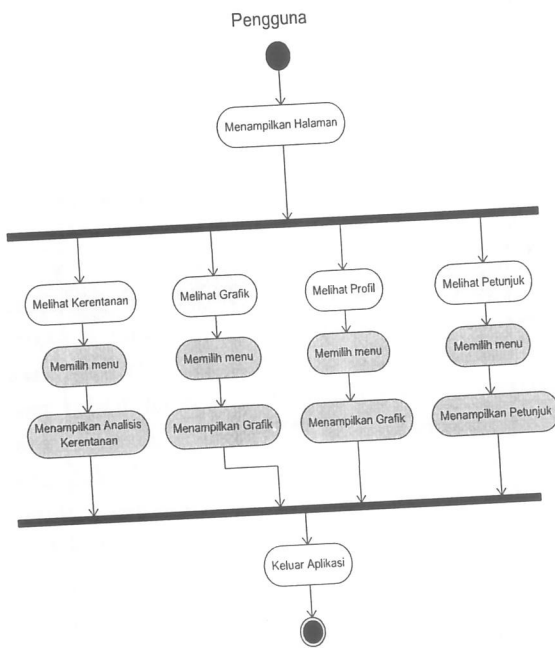 Pengguna
Menampilkan Halaman
Melihat Kerentanan
Melihat Grafik
Melihat Profil
Melihat Petunjuk
Memilih menu
Memilih menu
Memilih menu
Memilih menu
Menampilkan Analisis
Kerentanan
Menampilkan Grafik
Menampilkan Grafik
Menampilkan Petunjuk
Keluar Aplikasi